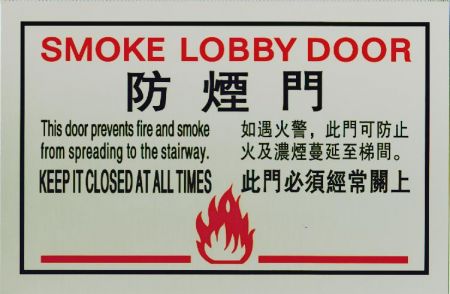 SMOKE LOBBY DOOR
防煙門
This door prevents fire and smoke
from spreading to the stairway.
KEEP IT CLOSED AT ALL TIMES
如遇火警，此門可防止
火及濃煙蔓延至梯間。
此門必須經常關上